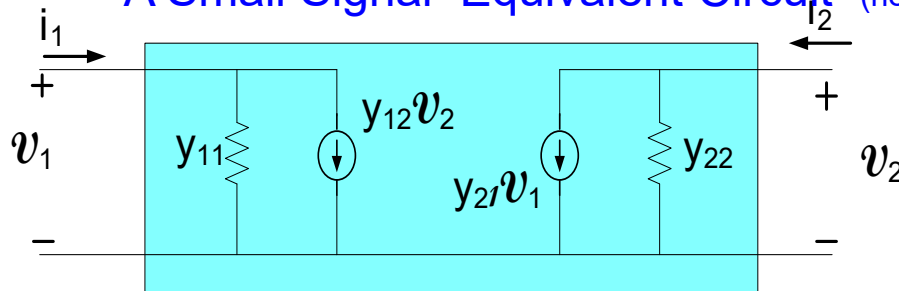 A Small Signal Equivalent Circuit
i1 i2
+ +
y12v2
v1 y11 y22 v2
y21v1
− −